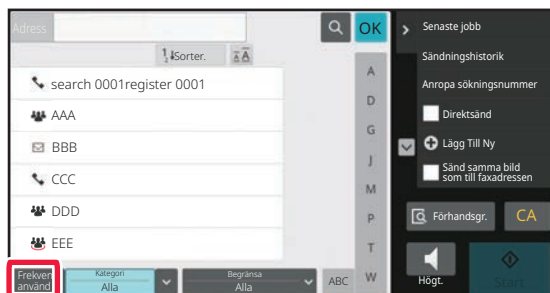 Adress
OK
Sorter.
search 0001register 0001
AAA
BBB
CCC
DDD
EEE
A
D
G
J
M
P
T
W
Frekven
använd
Kategori
Alla
Begränsa
Alla
ABC
Senaste jobb
Sändningshistorik
Anropa sökningsnummer
Direktsänd
Lägg Till Ny
Sänd samma bild
som till faxadressen
Förhandsgr.
CA
Högt.
Start